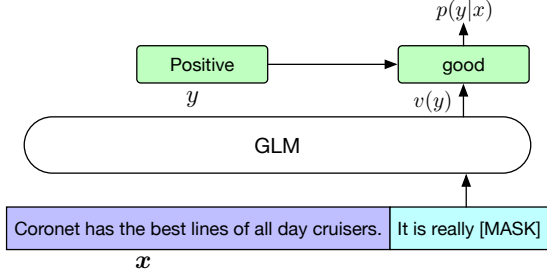 p(y|x)
Positive
good
y
v(y)
GLM
Coronet has the best lines of all day cruisers.
It is really [MASK]
x